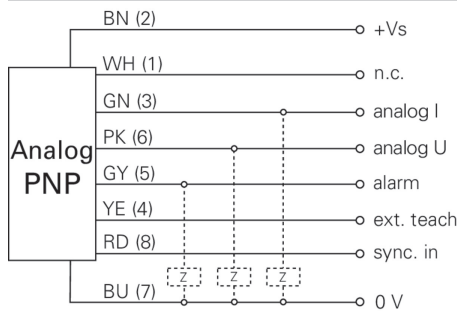 BN (2) +Vs
WH (1) n.c.
GN (3) analog I
PK (6) analog U
Analog
PNP
GY (5) alarm
YE (4) ext. teach
RD (8) sync. in
Z Z Z
BU (7) 0 V